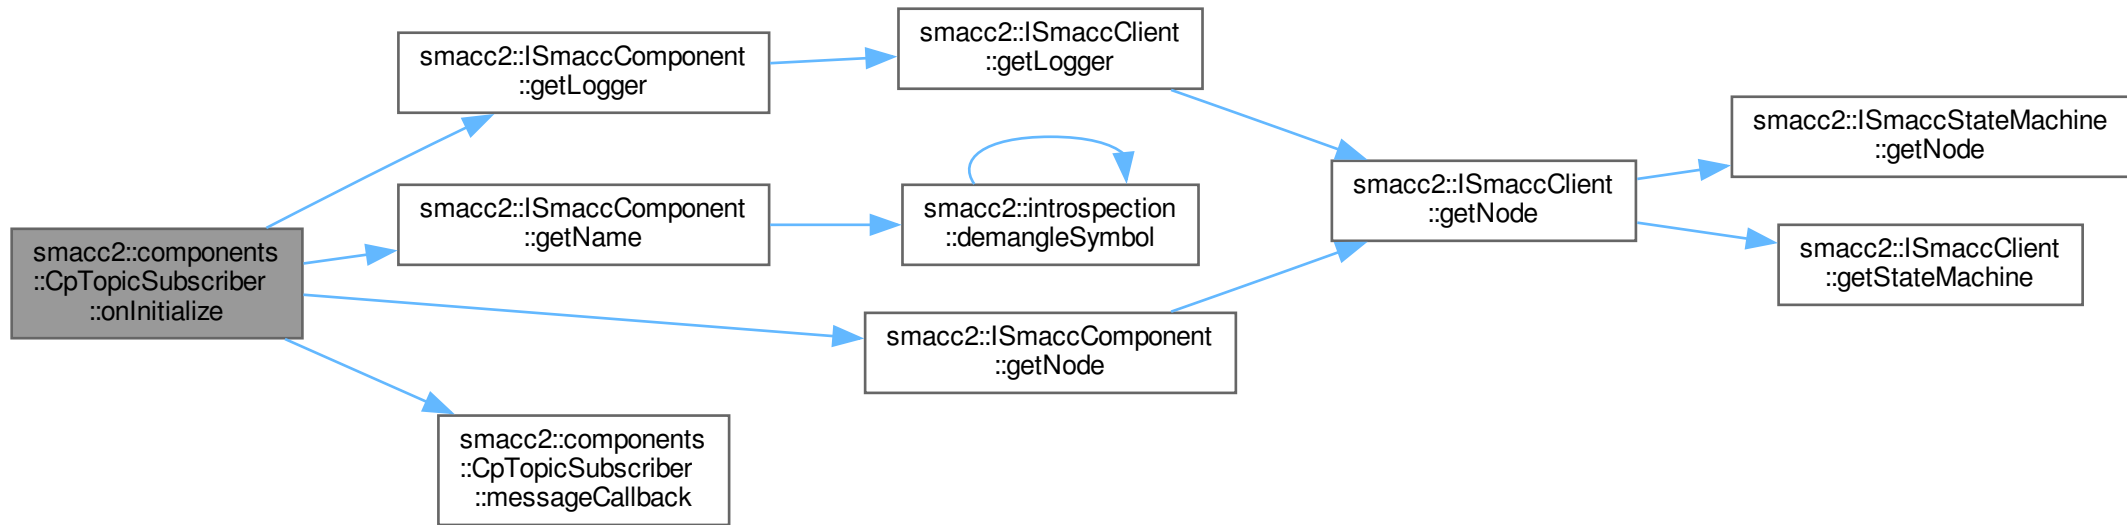 smacc2::components
::CpTopicSubscriber
::onInitialize
smacc2::ISmaccComponent
::getLogger
smacc2::ISmaccComponent
::getName
smacc2::components
::CpTopicSubscriber
::messageCallback
smacc2::ISmaccClient
::getLogger
smacc2::introspection
::demangleSymbol
smacc2::ISmaccComponent
::getNode
smacc2::ISmaccClient
::getNode
smacc2::ISmaccStateMachine
::getNode
smacc2::ISmaccClient
::getStateMachine